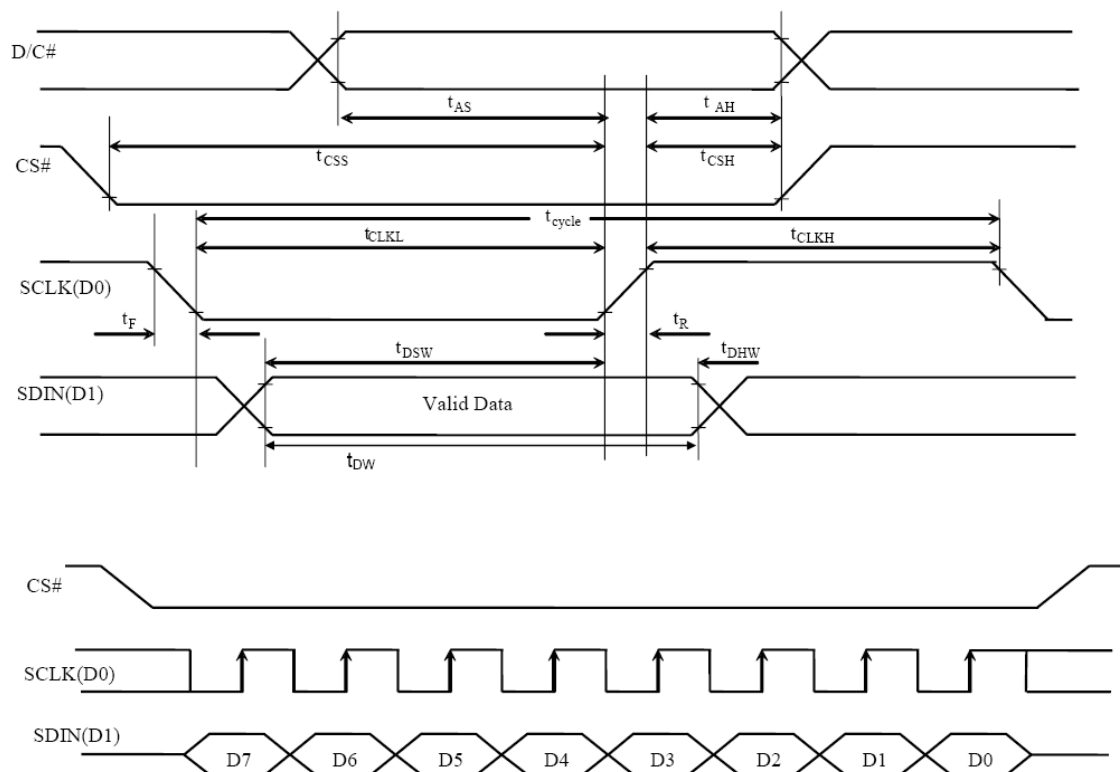 D/C#
tAS
t AH
CS#
tCSS
tCSH
tcycle
tCLKL
tCLKH
SCLK(D0)
tF
tR
tDSW
tDHW
SDIN(D1)
Valid Data
tDW
CS#
SCLK(D0)
SDIN(D1)
D7 D6 D5 D4 D3 D2 D1 D0